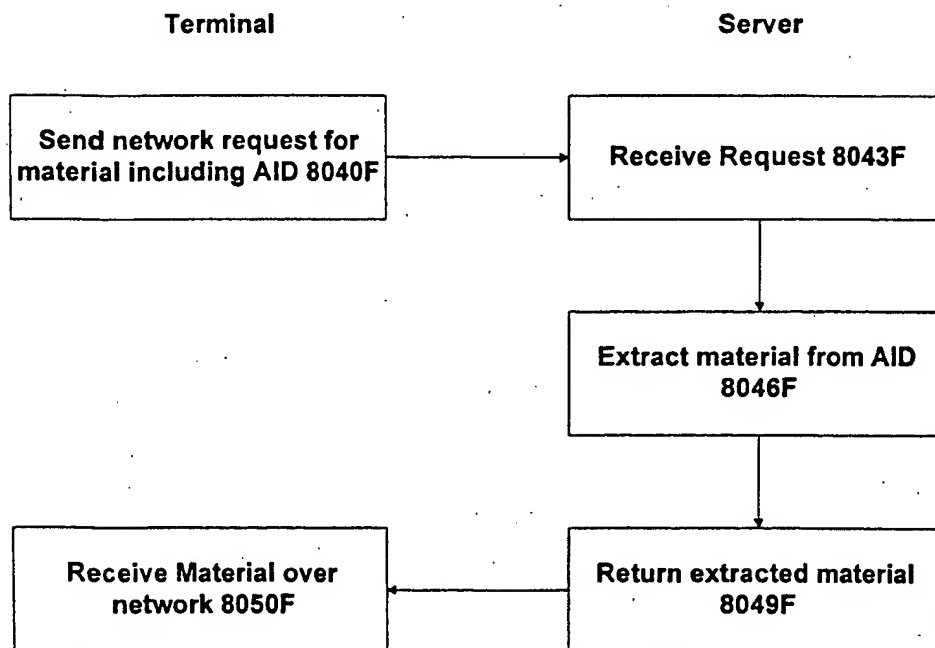 Terminal
Server
Send network request for
material including AID 8040F
Receive Request 8043F
Extract material from AID
8046F
Receive Material over
network 8050F
Return extracted material
8049F